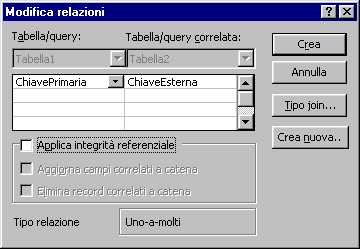 Modifica relazioni
Tabella/query:
Tabella/query correlata:
Crea
Tabella1
Tabella2
Annulla
ChiavePrimaria
ChiaveEsterna
Tipo join...
Crea nuova..
Applica integrità referenziale
Aggiorna campi correlati a catena
Elimina record correlati a catena
Tipo relazione
Uno-a-molti